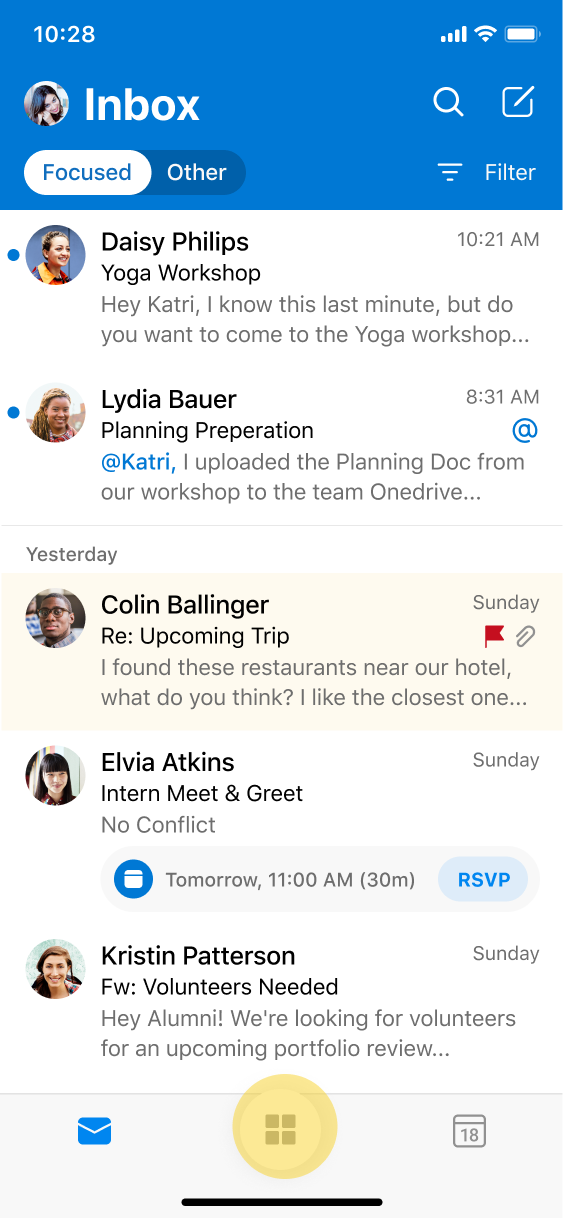 10:28
Inbox
Focused Other Filter
Daisy Philips 10:21 AM
Yoga Workshop
Hey Katri, I know this last minute, but do
you want to come to the Yoga workshop...
Lydia Bauer 8:31 AM
Planning Preperation @
@Katri, I uploaded the Planning Doc from
our workshop to the team Onedrive...
Yesterday
Colin Ballinger Sunday
Re: Upcoming Trip
I found these restaurants near our hotel,
what do you think? I like the closest one...
Elvia Atkins Sunday
Intern Meet & Greet
No Conflict
Tomorrow, 11:00 AM (30m) RSVP
Kristin Patterson Sunday
Fw: Volunteers Needed
Hey Alumni! We're looking for volunteers
for an upcoming portfolio review...
18